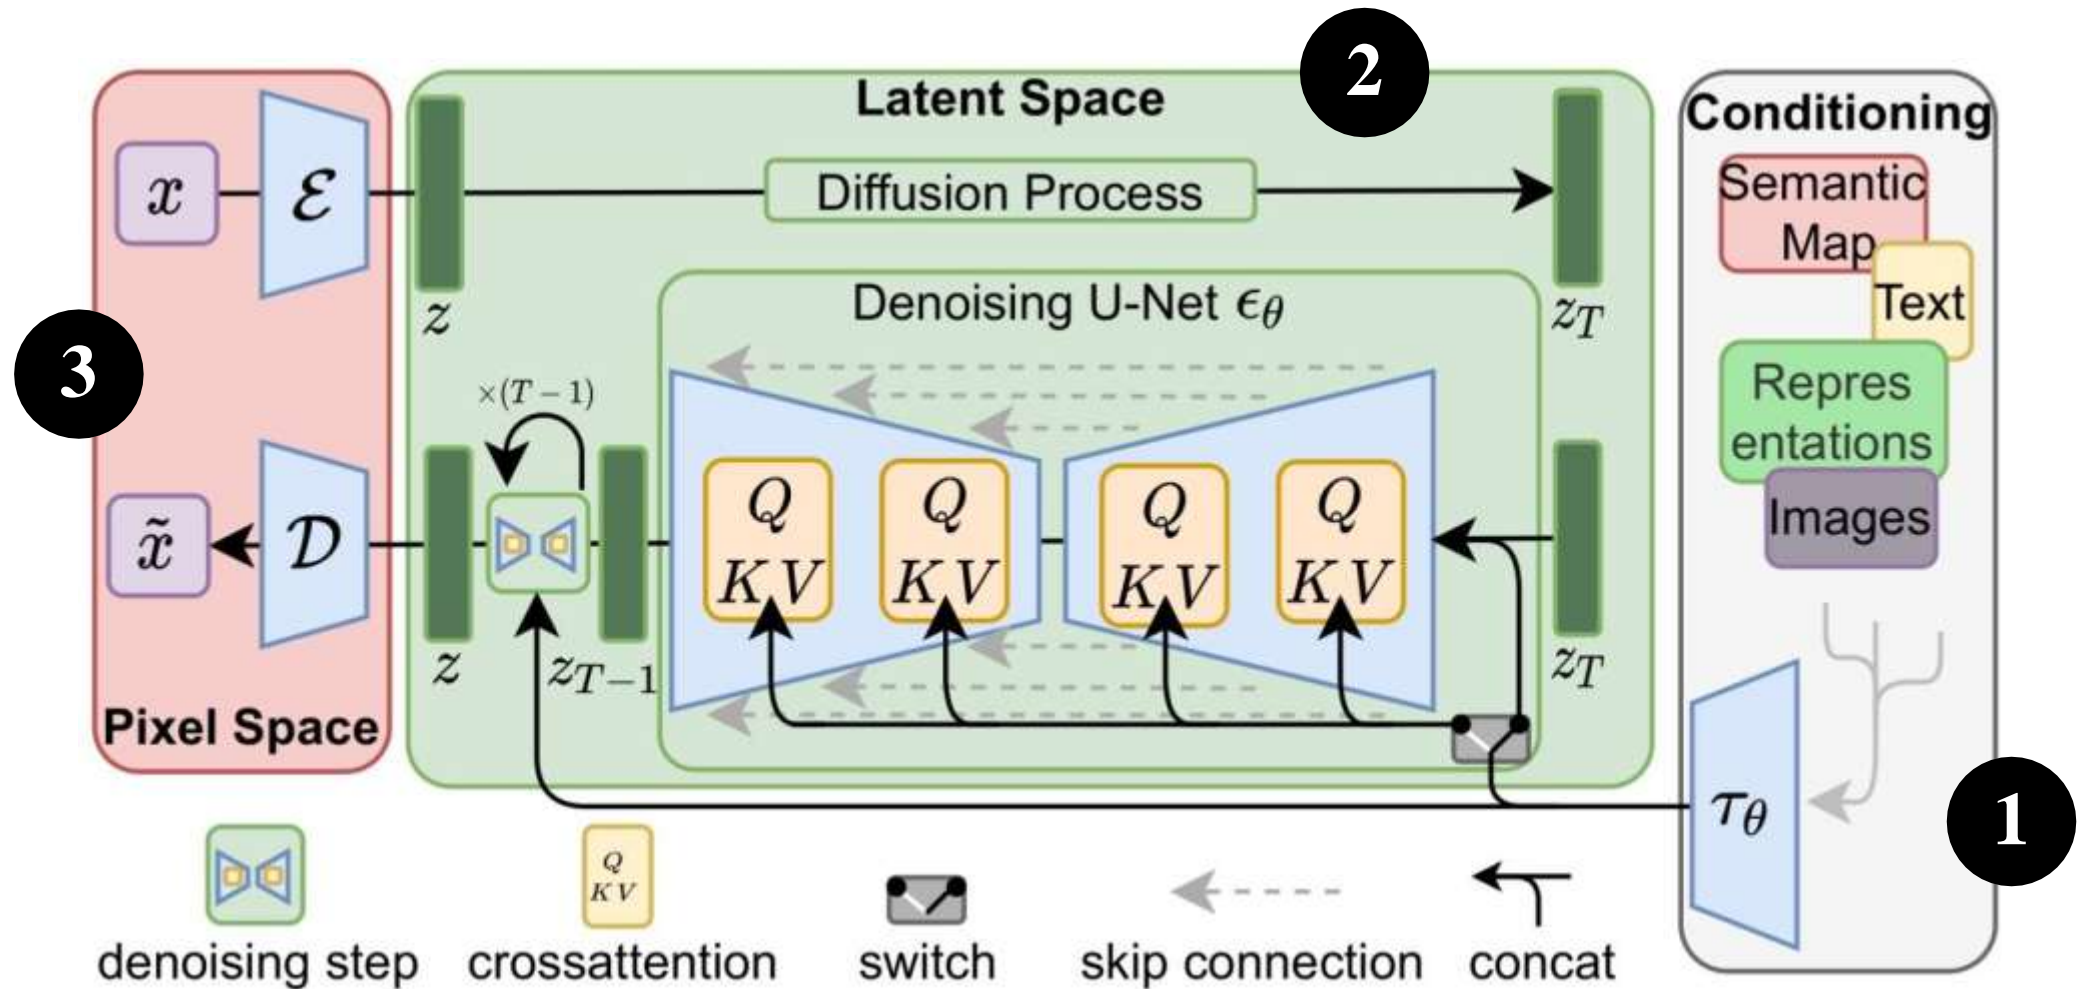 2
Latent Space
Conditioning
x
ℰ
Diffusion Process
Semantic
Map
z
Denoising U-Net ϵ_θ
z_T
Text
3
×(T − 1)
Repres
entations
Images
Q
KV
Q
KV
Q
KV
Q
KV
x̃
𝒟
z
z_{T−1}
z_T
Pixel Space
τ_θ
1
Q
KV
denoising step
crossattention
switch
skip connection
concat